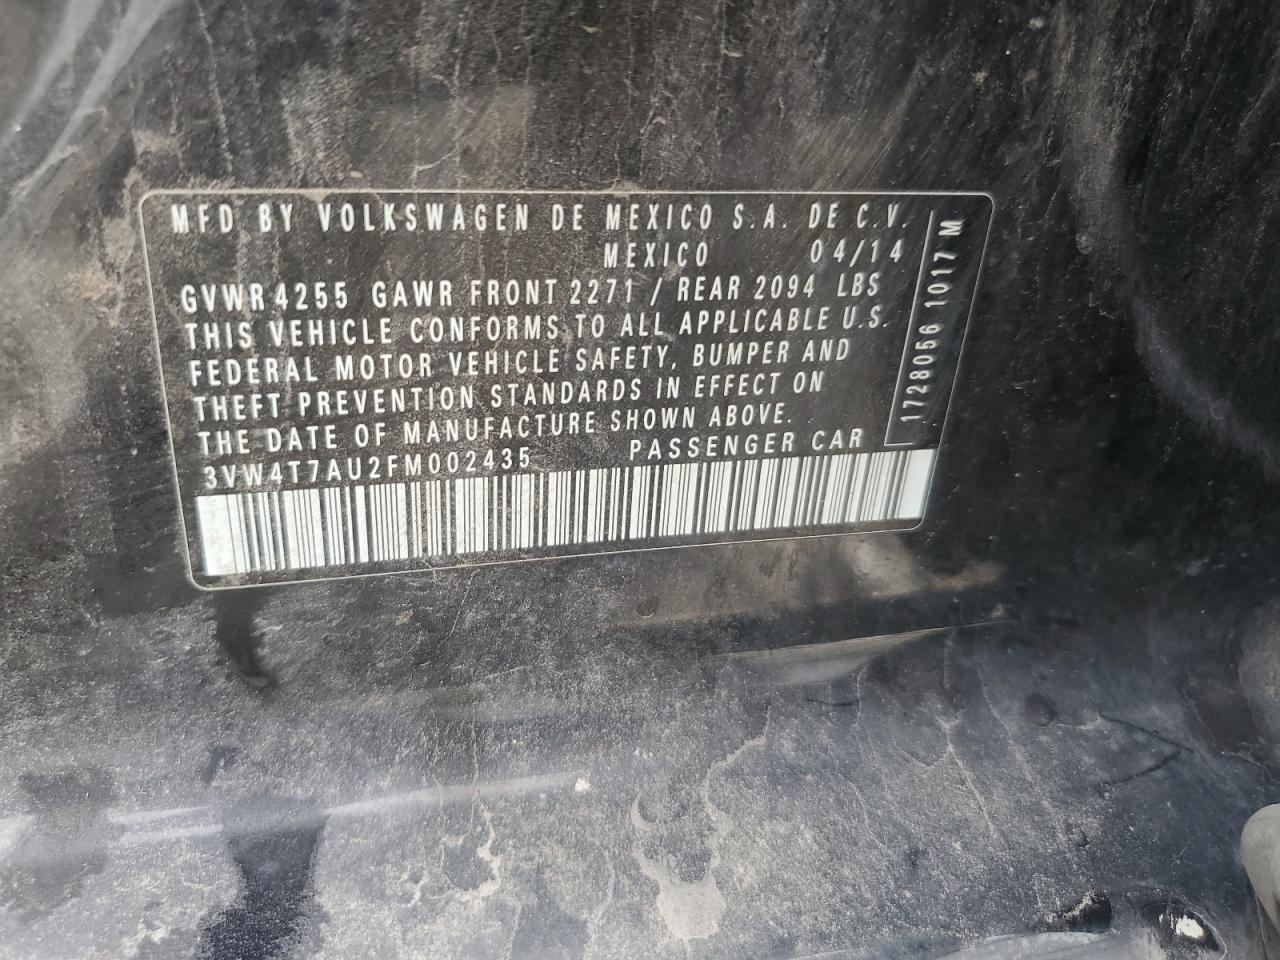 MFD BY VOLKSWAGEN DE MEXICO S.A. DE C.V.
MEXICO 04/14
GVWR 4255 GAWR FRONT 2271 / REAR 2094 LBS
THIS VEHICLE CONFORMS TO ALL APPLICABLE U.S.
FEDERAL MOTOR VEHICLE SAFETY, BUMPER AND
THEFT PREVENTION STANDARDS IN EFFECT ON
THE DATE OF MANUFACTURE SHOWN ABOVE.
3VW4T7AU2FM002435 PASSENGER CAR
1728056 1017 M